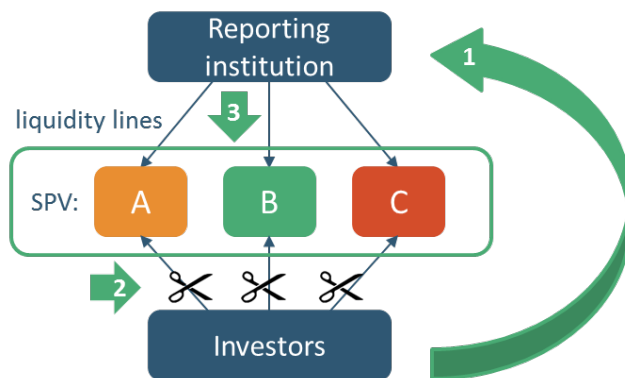 Reporting
institution
1
3
liquidity lines
SPV:
A
B
C
2
Investors